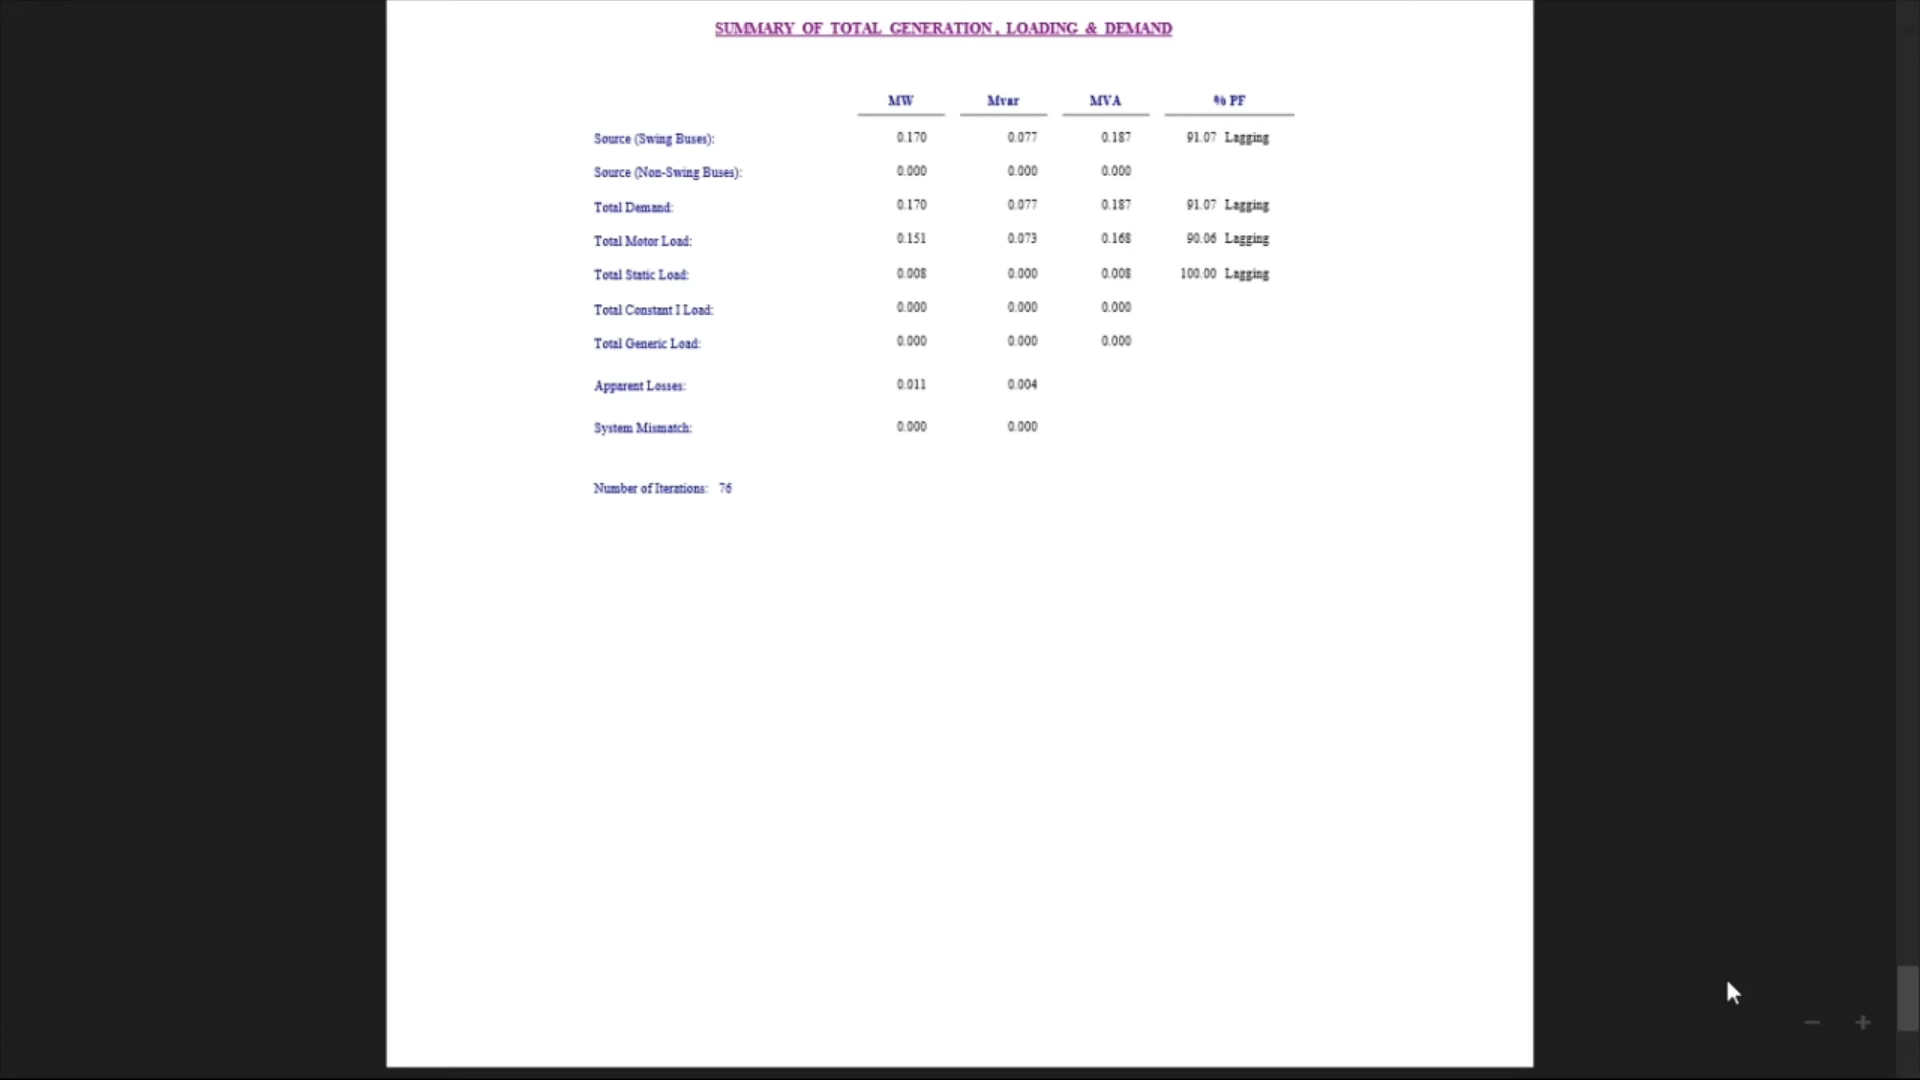 SUMMARY OF TOTAL GENERATION, LOADING & DEMAND
MW Mvar MVA % PF
Source (Swing Buses): 0.170 0.077 0.187 91.07 Lagging
Source (Non-Swing Buses): 0.000 0.000 0.000
Total Demand: 0.170 0.077 0.187 91.07 Lagging
Total Motor Load: 0.151 0.073 0.168 90.06 Lagging
Total Static Load: 0.008 0.000 0.008 100.00 Lagging
Total Constant I Load: 0.000 0.000 0.000
Total Generic Load: 0.000 0.000 0.000
Apparent Losses: 0.011 0.004
System Mismatch: 0.000 0.000
Number of Iterations: 76